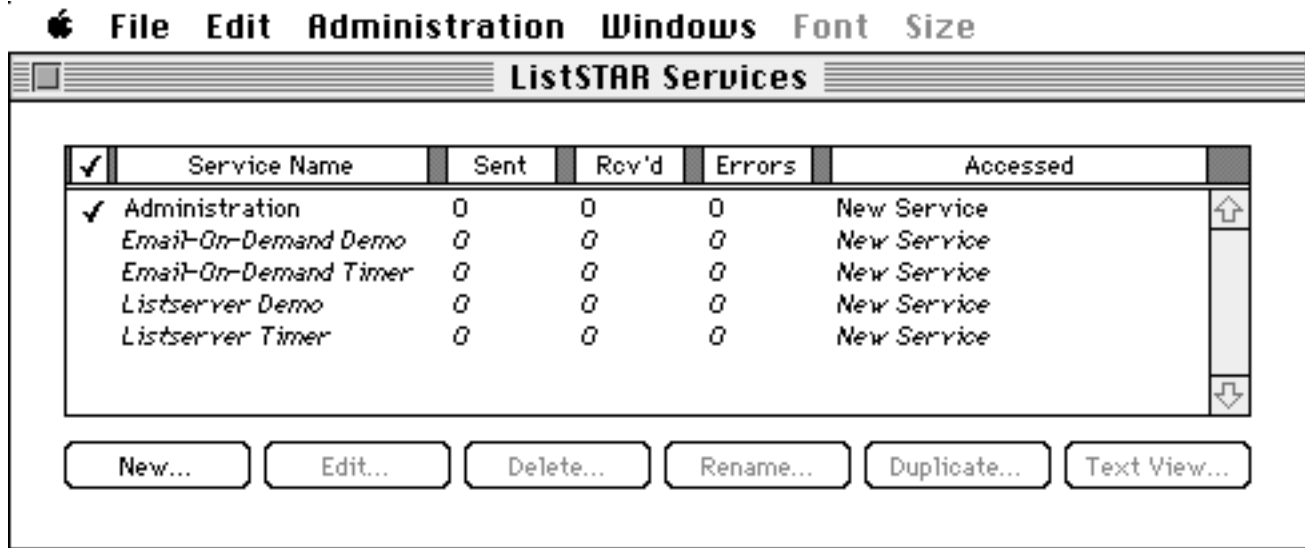 File Edit Administration Windows Font Size
ListSTAR Services
✓ Service Name Sent Rcv'd Errors Accessed
✓ Administration 0 0 0 New Service
Email-On-Demand Demo 0 0 0 New Service
Email-On-Demand Timer 0 0 0 New Service
Listserver Demo 0 0 0 New Service
Listserver Timer 0 0 0 New Service
New... Edit... Delete... Rename... Duplicate... Text View...